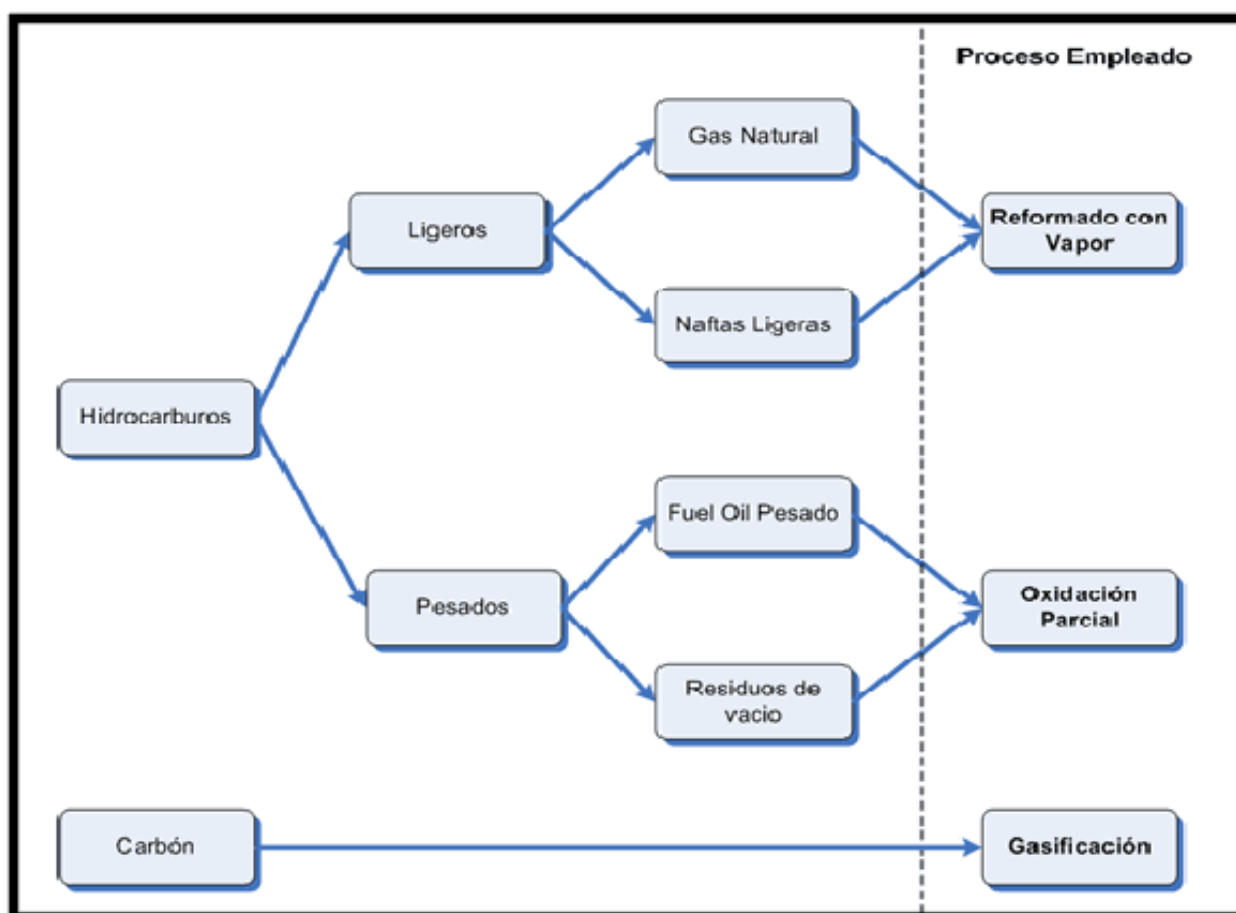 Proceso Empleado
Gas Natural
Ligeros
Reformado con
Vapor
Naftas Ligeras
Hidrocarburos
Fuel Oil Pesado
Pesados
Oxidación
Parcial
Residuos de
vacio
Carbón
Gasificación